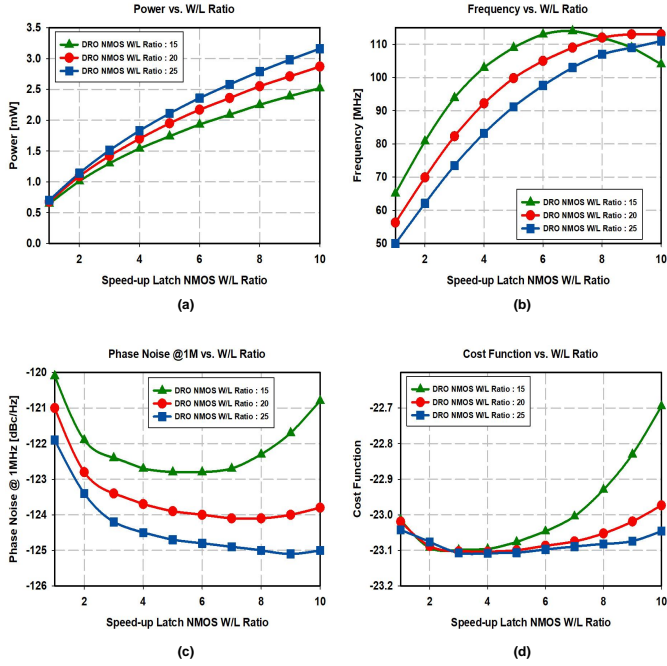 Power vs. W/L Ratio
Power [mW]
3.5
3.0
2.5
2.0
1.5
1.0
0.5
0.0
DRO NMOS W/L Ratio : 15
DRO NMOS W/L Ratio : 20
DRO NMOS W/L Ratio : 25
2 4 6 8 10
Speed-up Latch NMOS W/L Ratio
(a)
Frequency vs. W/L Ratio
Frequency [MHz]
110
100
90
80
70
60
50
DRO NMOS W/L Ratio : 15
DRO NMOS W/L Ratio : 20
DRO NMOS W/L Ratio : 25
2 4 6 8 10
Speed-up Latch NMOS W/L Ratio
(b)
Phase Noise @1M vs. W/L Ratio
Phase Noise @ 1MHz [dBc/Hz]
-120
-121
-122
-123
-124
-125
-126
DRO NMOS W/L Ratio : 15
DRO NMOS W/L Ratio : 20
DRO NMOS W/L Ratio : 25
2 4 6 8 10
Speed-up Latch NMOS W/L Ratio
(c)
Cost Function vs. W/L Ratio
Cost Function
-22.7
-22.8
-22.9
-23.0
-23.1
-23.2
DRO NMOS W/L Ratio : 15
DRO NMOS W/L Ratio : 20
DRO NMOS W/L Ratio : 25
2 4 6 8 10
Speed-up Latch NMOS W/L Ratio
(d)